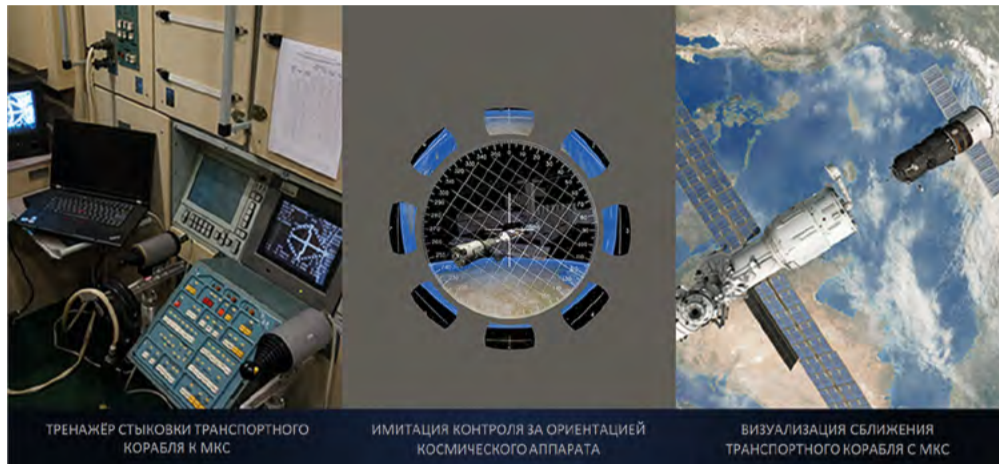 ТРЕНАЖЁР СТЫКОВКИ ТРАНСПОРТНОГО
КОРАБЛЯ К МКС
ИМИТАЦИЯ КОНТРОЛЯ ЗА ОРИЕНТАЦИЕЙ
КОСМИЧЕСКОГО АППАРАТА
ВИЗУАЛИЗАЦИЯ СБЛИЖЕНИЯ
ТРАНСПОРТНОГО КОРАБЛЯ С МКС